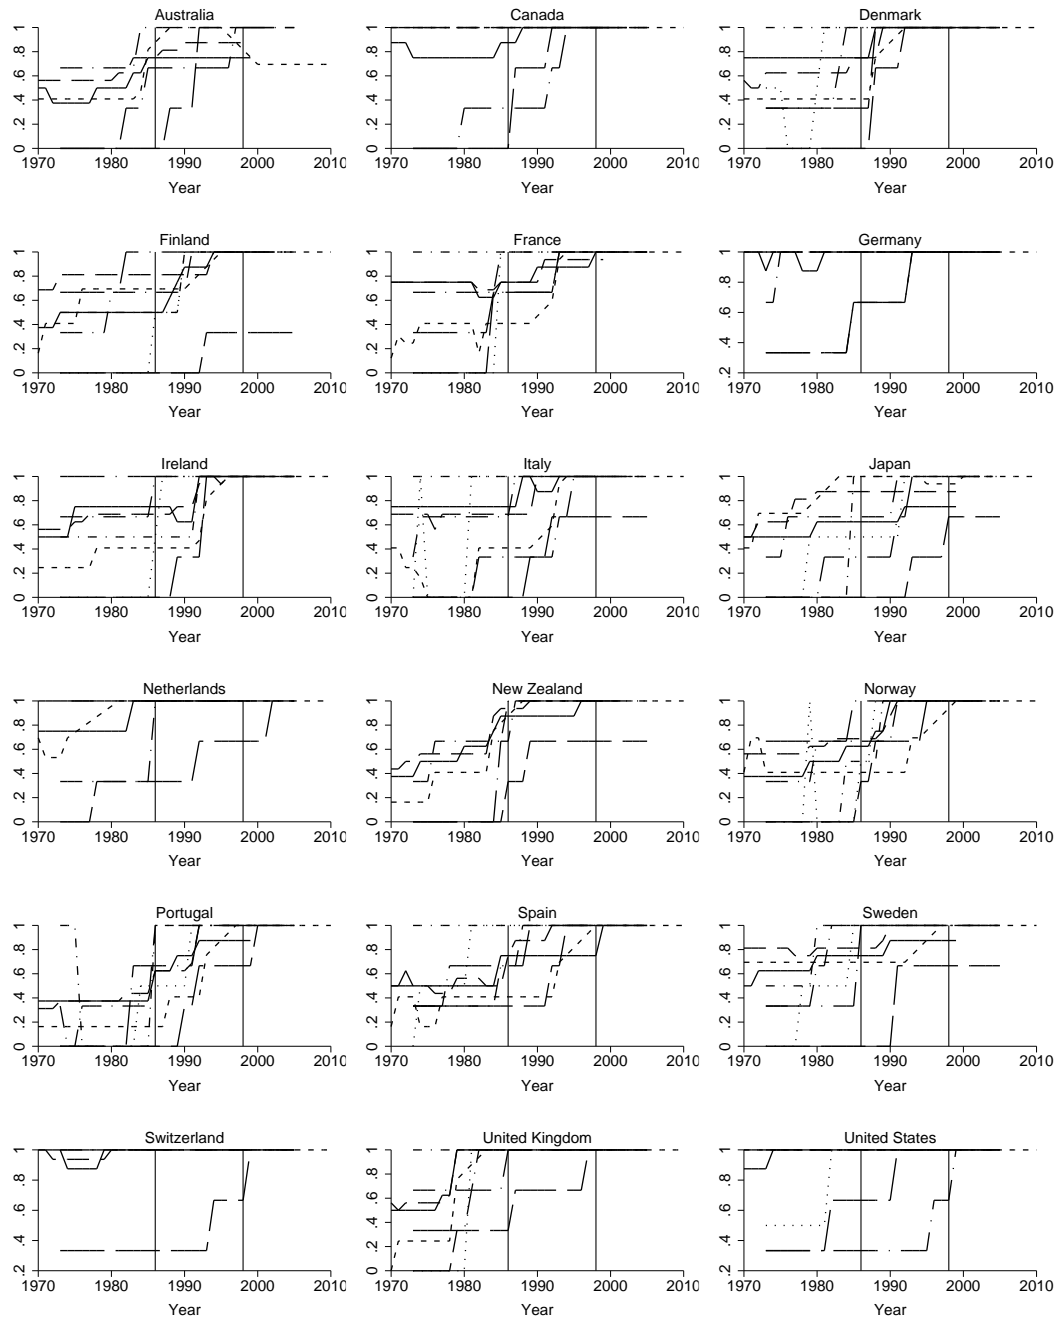 Australia Canada Denmark
0 .2 .4 .6 .8 1 0 .2 .4 .6 .8 1 0 .2 .4 .6 .8 1
1970 1980 1990 2000 2010 1970 1980 1990 2000 2010 1970 1980 1990 2000 2010
Year Year Year
Finland France Germany
0 .2 .4 .6 .8 1 0 .2 .4 .6 .8 1 .2 .4 .6 .8 1
1970 1980 1990 2000 2010 1970 1980 1990 2000 2010 1970 1980 1990 2000 2010
Year Year Year
Ireland Italy Japan
0 .2 .4 .6 .8 1 0 .2 .4 .6 .8 1 0 .2 .4 .6 .8 1
1970 1980 1990 2000 2010 1970 1980 1990 2000 2010 1970 1980 1990 2000 2010
Year Year Year
Netherlands New Zealand Norway
0 .2 .4 .6 .8 1 0 .2 .4 .6 .8 1 0 .2 .4 .6 .8 1
1970 1980 1990 2000 2010 1970 1980 1990 2000 2010 1970 1980 1990 2000 2010
Year Year Year
Portugal Spain Sweden
0 .2 .4 .6 .8 1 0 .2 .4 .6 .8 1 0 .2 .4 .6 .8 1
1970 1980 1990 2000 2010 1970 1980 1990 2000 2010 1970 1980 1990 2000 2010
Year Year Year
Switzerland United Kingdom United States
.2 .4 .6 .8 1 0 .2 .4 .6 .8 1 .2 .4 .6 .8 1
1970 1980 1990 2000 2010 1970 1980 1990 2000 2010 1970 1980 1990 2000 2010
Year Year Year